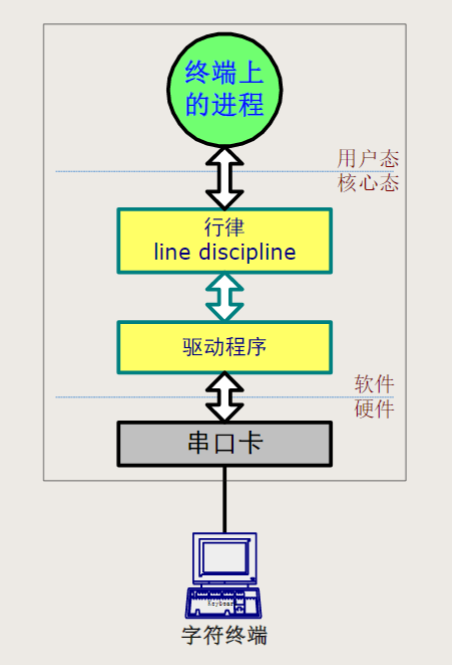 终端上
的进程
用户态
核心态
行律
line discipline
驱动程序
软件
硬件
串口卡
Keyboard
字符终端